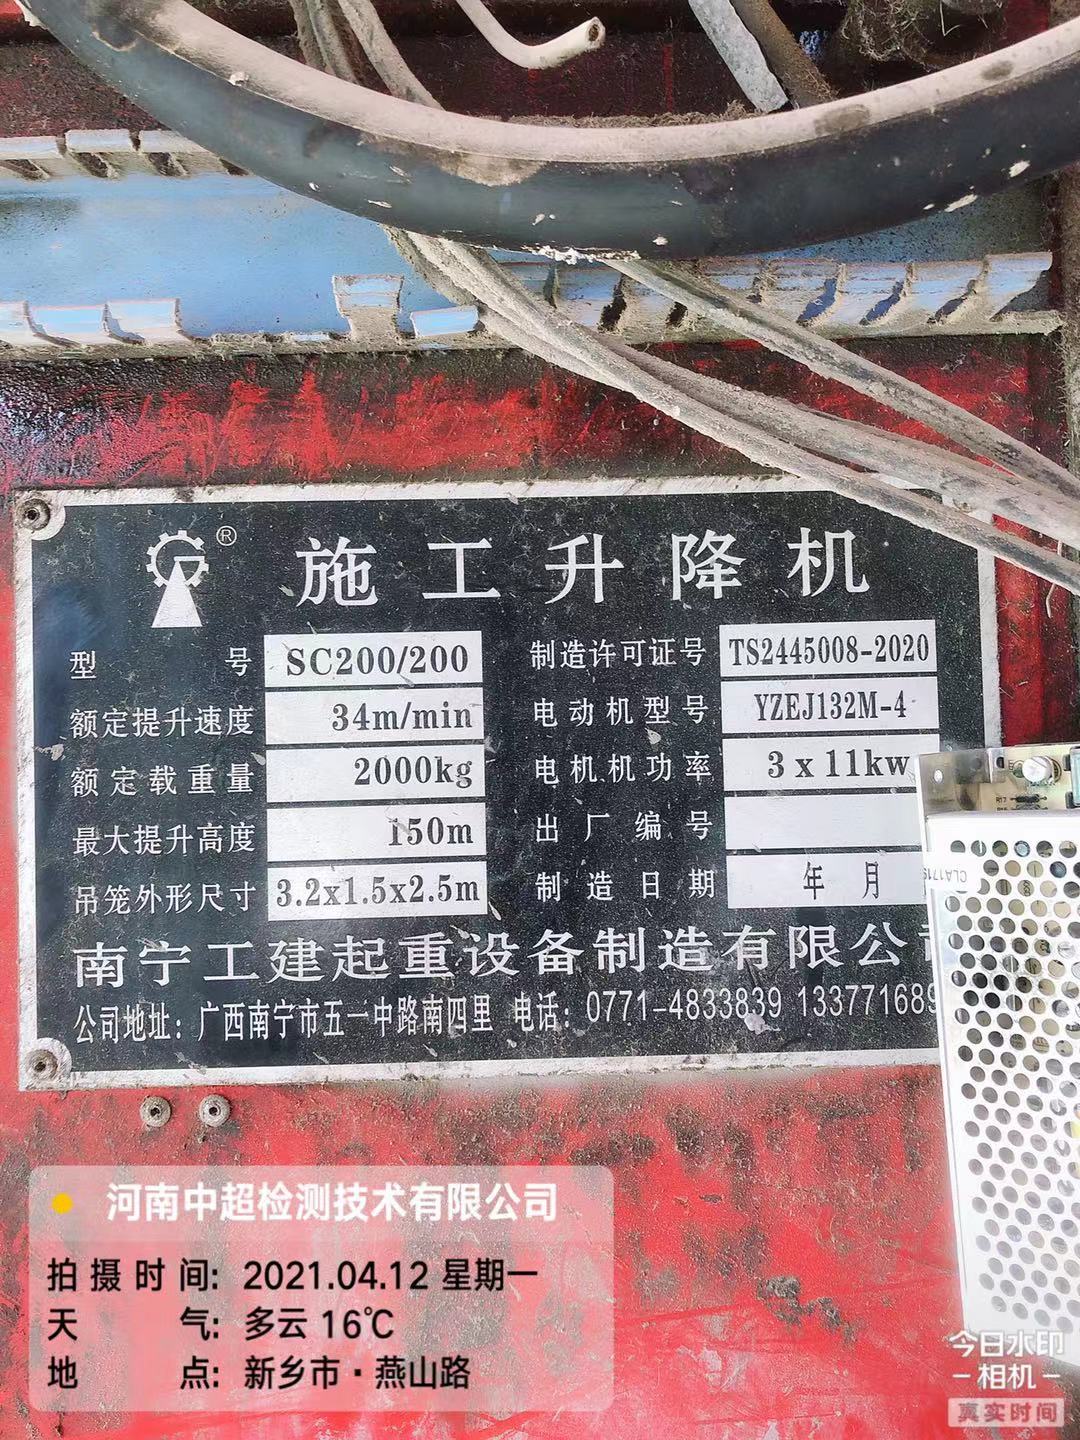 ®
施工升降机
型号 SC200/200 制造许可证号 TS2445008-2020
额定提升速度 34m/min 电动机型号 YZEJ132M-4
额定载重量 2000kg 电机机功率 3x11kw
最大提升高度 150m 出厂编号
吊笼外形尺寸 3.2x1.5x2.5m 制造日期 年 月
南宁工建起重设备制造有限公司
公司地址：广西南宁市五一中路南四里 电话：0771-4833839 133771689
R17
CLA1719
河南中超检测技术有限公司
拍摄时间：2021.04.12 星期一
天气：多云 16℃
地点：新乡市·燕山路
今日水印
-相机-
真实时间